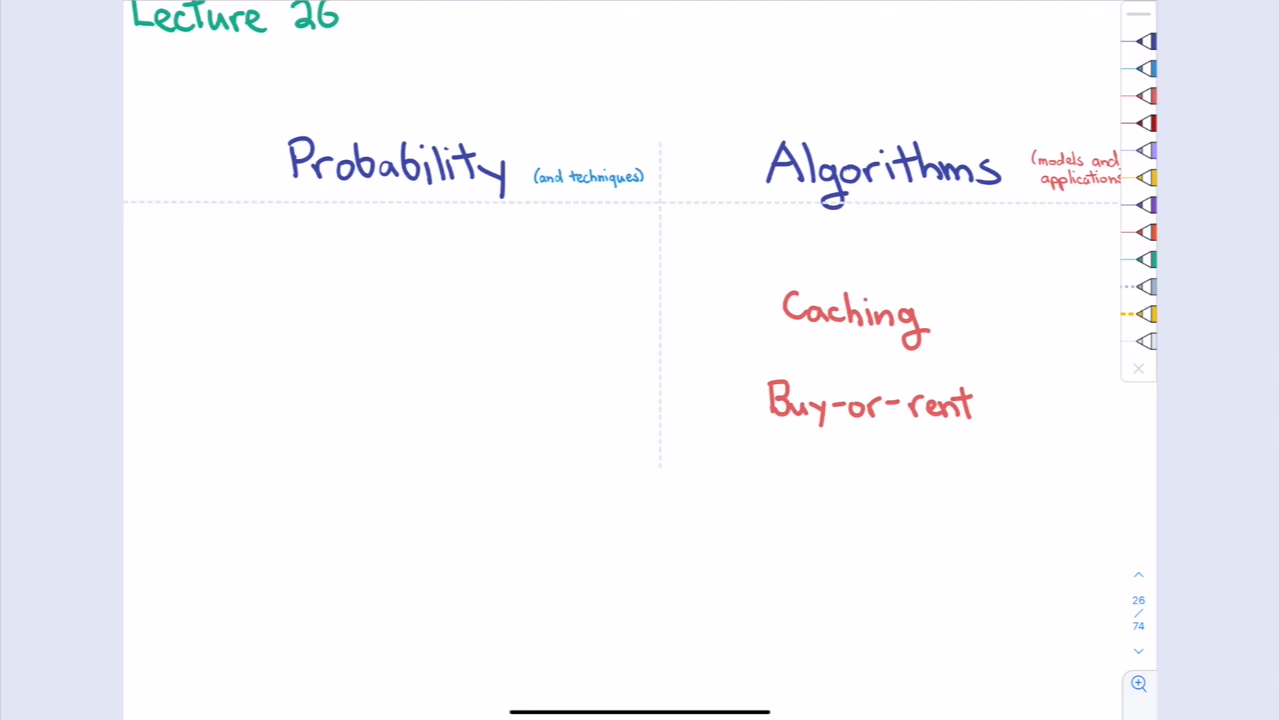 Lecture 26
Probability (and techniques)
Algorithms (models and
applications
Caching
Buy-or-rent
26
/
74